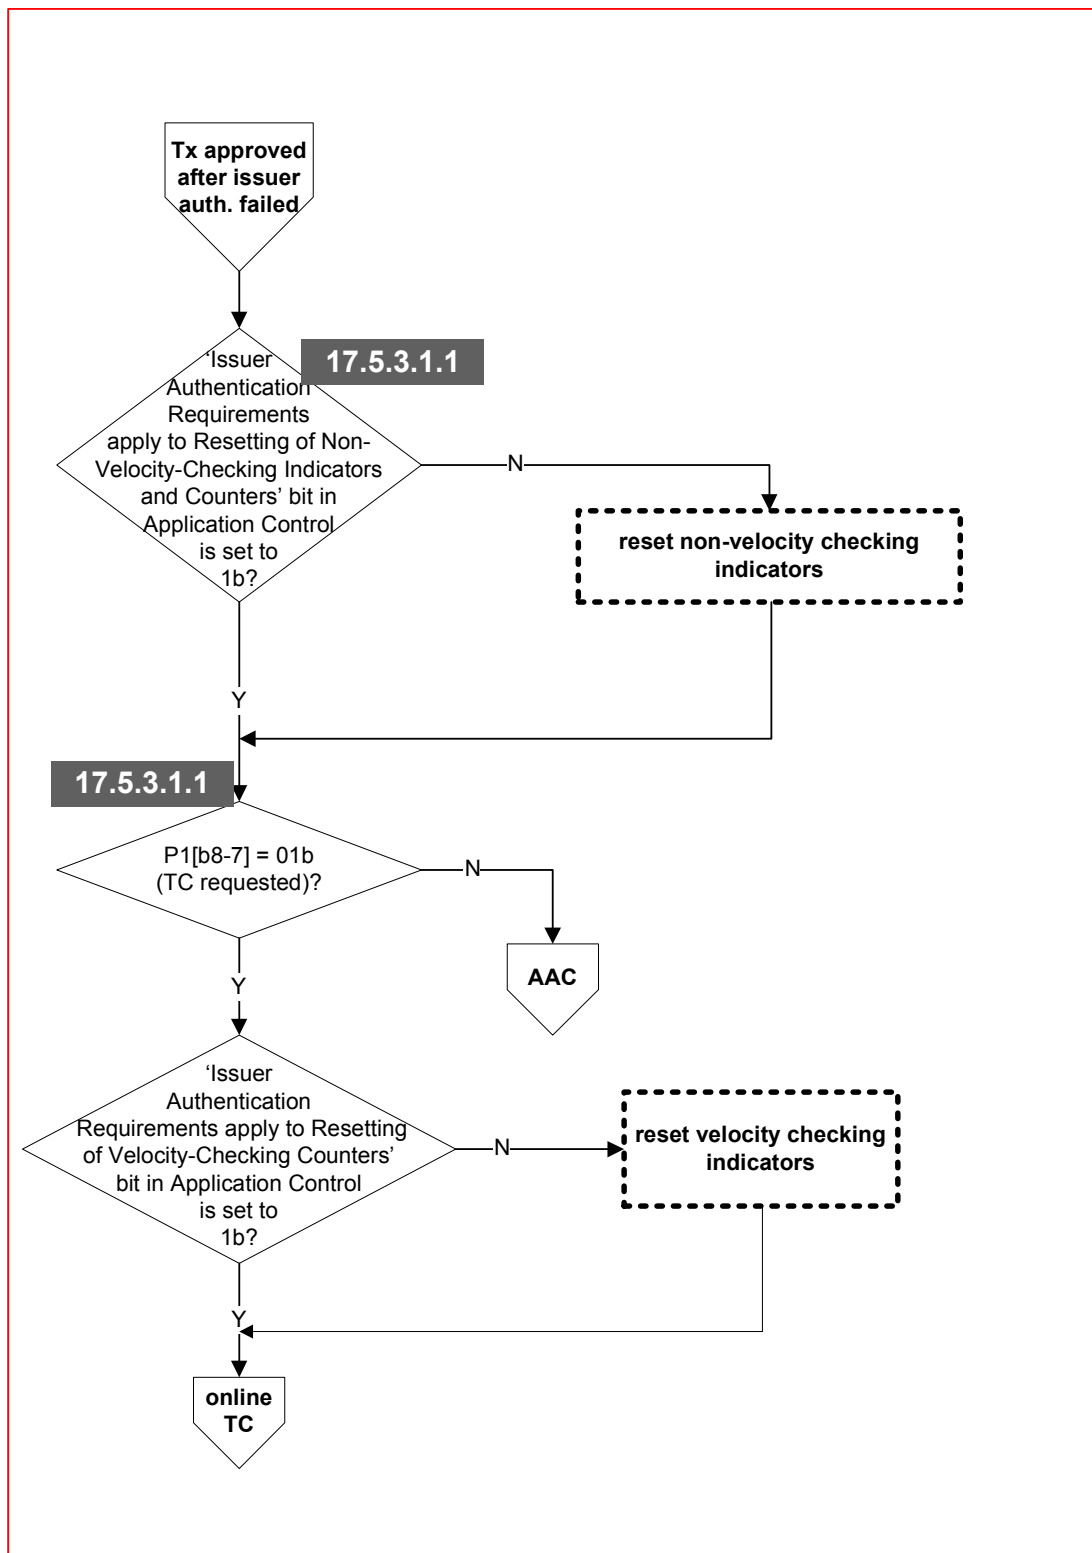 Tx approved
after issuer
auth. failed
17.5.3.1.1
‘Issuer
Authentication
Requirements
apply to Resetting of Non-
Velocity-Checking Indicators
and Counters’ bit in
Application Control
is set to
1b?
N
reset non-velocity checking
indicators
Y
17.5.3.1.1
P1[b8-7] = 01b
(TC requested)?
N
AAC
Y
‘Issuer
Authentication
Requirements apply to Resetting
of Velocity-Checking Counters’
bit in Application Control
is set to
1b?
N
reset velocity checking
indicators
Y
online
TC